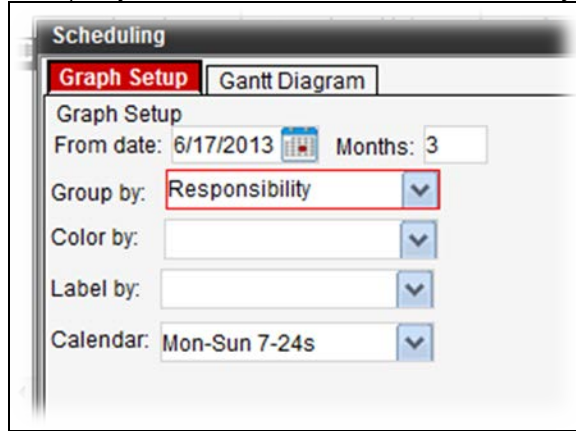 Scheduling
Graph Setup Gantt Diagram
Graph Setup
From date: 6/17/2013 Months: 3
Group by: Responsibility
Color by:
Label by:
Calendar: Mon-Sun 7-24s